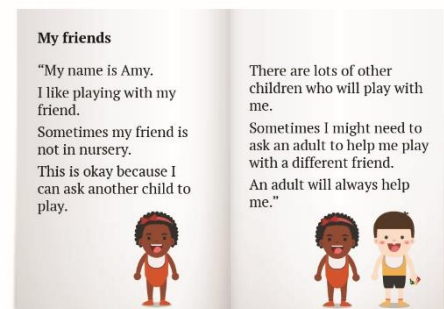 My friends
“My name is Amy.
I like playing with my
friend.
Sometimes my friend is
not in nursery.
This is okay because I
can ask another child to
play.
There are lots of other
children who will play with
me.
Sometimes I might need to
ask an adult to help me play
with a different friend.
An adult will always help
me.”